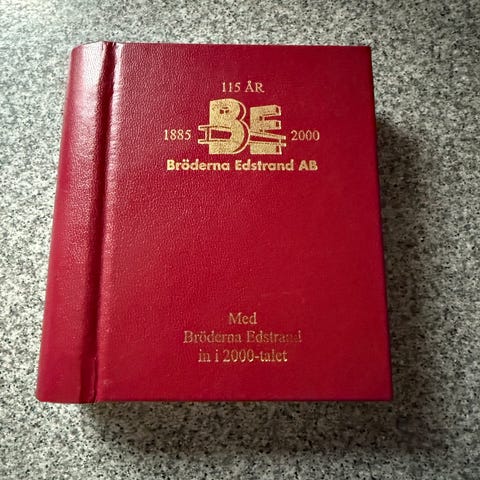 115 ÅR
1885 BE 2000
Bröderna Edstrand AB
Med
Bröderna Edstrand
in i 2000-talet